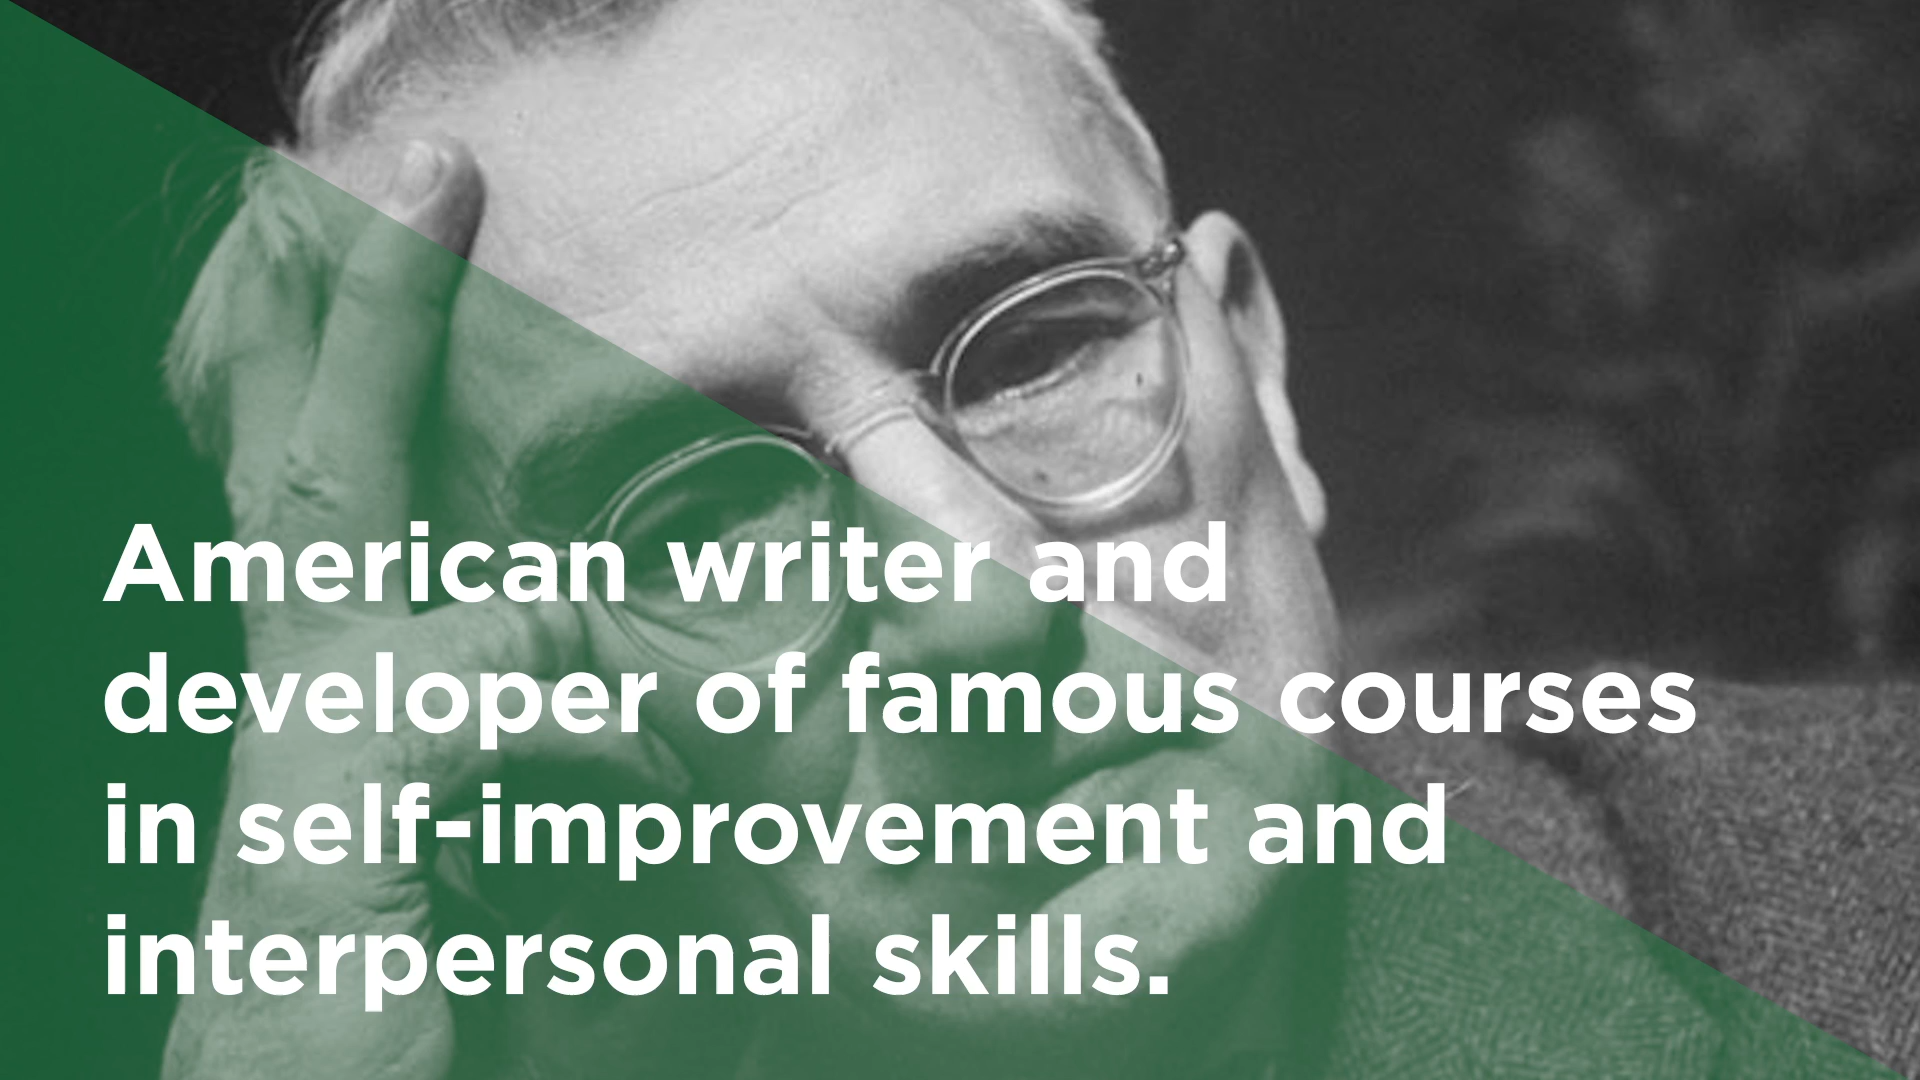 American writer and
developer of famous courses
in self-improvement and
interpersonal skills.